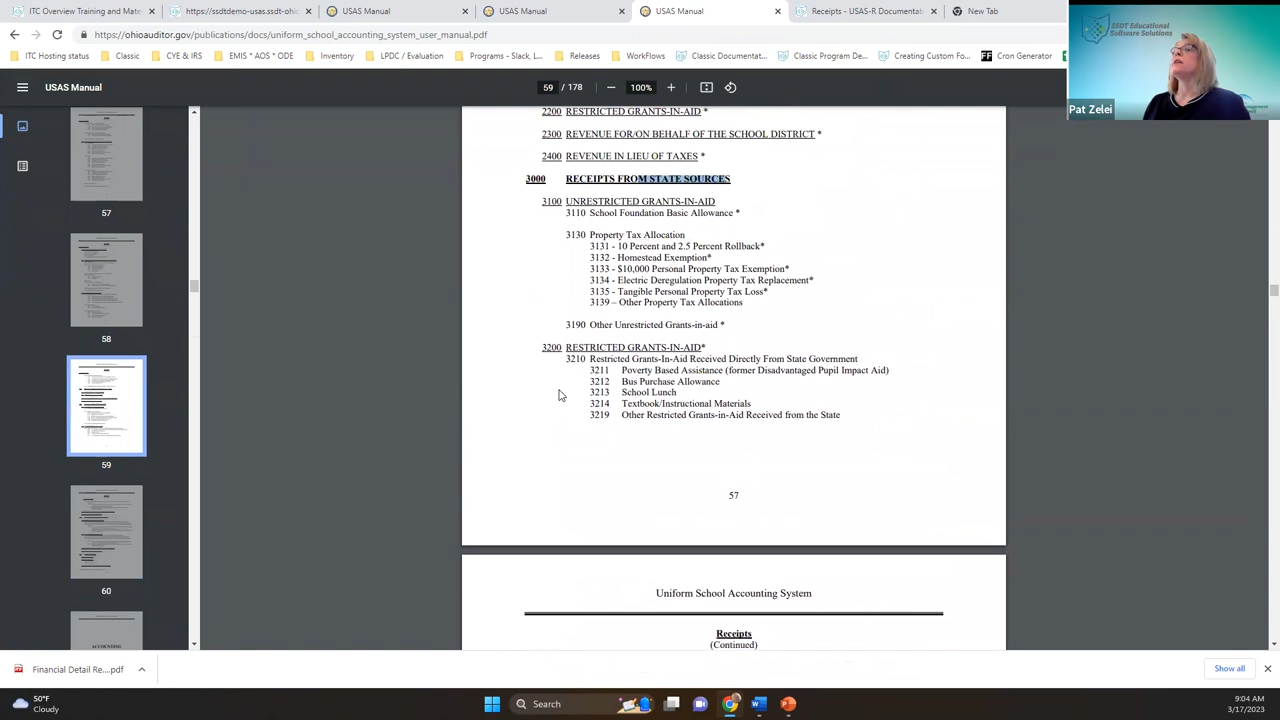 ITC Overview Training and Mate
https://ssdtdemo-usas.ssdt-ohic
USAS Manual
USAS Manual
USAS Manual
Receipts - USAS-R Documentat
New Tab
https://ohioauditor.gov/publications/docs/uniform_school_accounting_system_user_manual.pdf
ITC Hosting status
Classic
CYE & IRS
EMIS * AOS * ODE
Inventory
LPDC / Evaluation
Programs - Slack, L...
Releases
WorkFlows
Classic Documentat...
Classic Program De...
Creating Custom Fo...
Cron Generator
SSDT Educational
Software Solutions
Pat Zelei
USAS Manual
59 / 178
100%
57
58
59
60
2200 RESTRICTED GRANTS-IN-AID *
2300 REVENUE FOR/ON BEHALF OF THE SCHOOL DISTRICT *
2400 REVENUE IN LIEU OF TAXES *
3000 RECEIPTS FROM STATE SOURCES
3100 UNRESTRICTED GRANTS-IN-AID
3110 School Foundation Basic Allowance *
3130 Property Tax Allocation
3131 - 10 Percent and 2.5 Percent Rollback*
3132 - Homestead Exemption*
3133 - $10,000 Personal Property Tax Exemption*
3134 - Electric Deregulation Property Tax Replacement*
3135 - Tangible Personal Property Tax Loss*
3139 – Other Property Tax Allocations
3190 Other Unrestricted Grants-in-aid *
3200 RESTRICTED GRANTS-IN-AID*
3210 Restricted Grants-In-Aid Received Directly From State Government
3211 Poverty Based Assistance (former Disadvantaged Pupil Impact Aid)
3212 Bus Purchase Allowance
3213 School Lunch
3214 Textbook/Instructional Materials
3219 Other Restricted Grants-in-Aid Received from the State
57
Uniform School Accounting System
Receipts
(Continued)
Financial Detail Re....pdf
Show all
50°F
Cloudy
Search
9:04 AM
3/17/2023